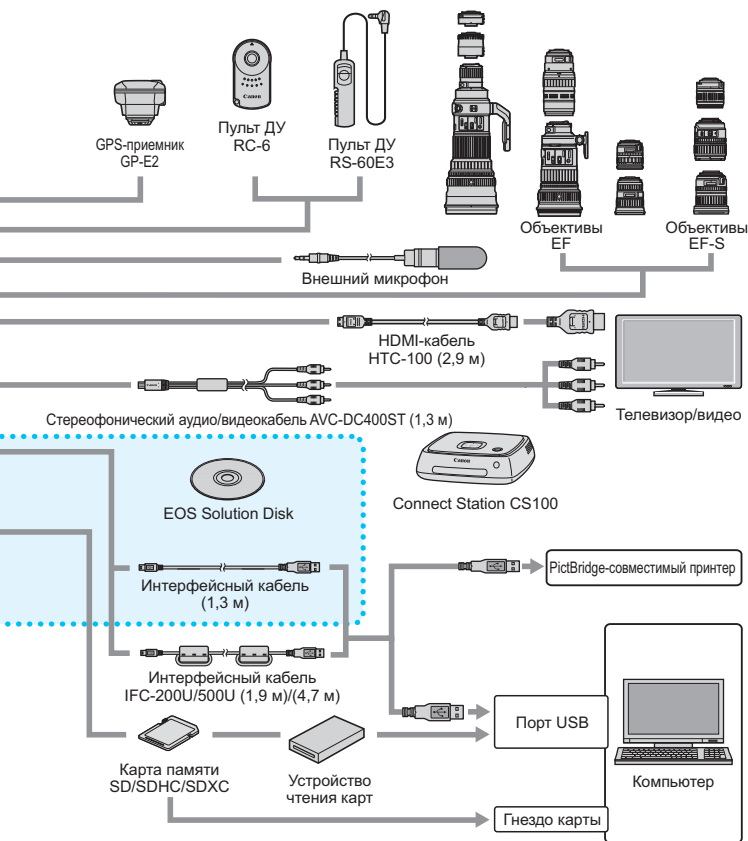 Canon
GPS-приемник
GP-E2
Пульт ДУ
RC-6
Пульт ДУ
RS-60E3
Объективы
EF
Объективы
EF-S
Внешний микрофон
HDMI-кабель
HTC-100 (2,9 м)
Стереофонический аудио/видеокабель AVC-DC400ST (1,3 м)
Телевизор/видео
EOS Solution Disk
Canon
Connect Station CS100
Интерфейсный кабель
(1,3 м)
PictBridge-совместимый принтер
Интерфейсный кабель
IFC-200U/500U (1,9 м)/(4,7 м)
Порт USB
Карта памяти
SD/SDHC/SDXC
Устройство
чтения карт
Компьютер
Гнездо карты